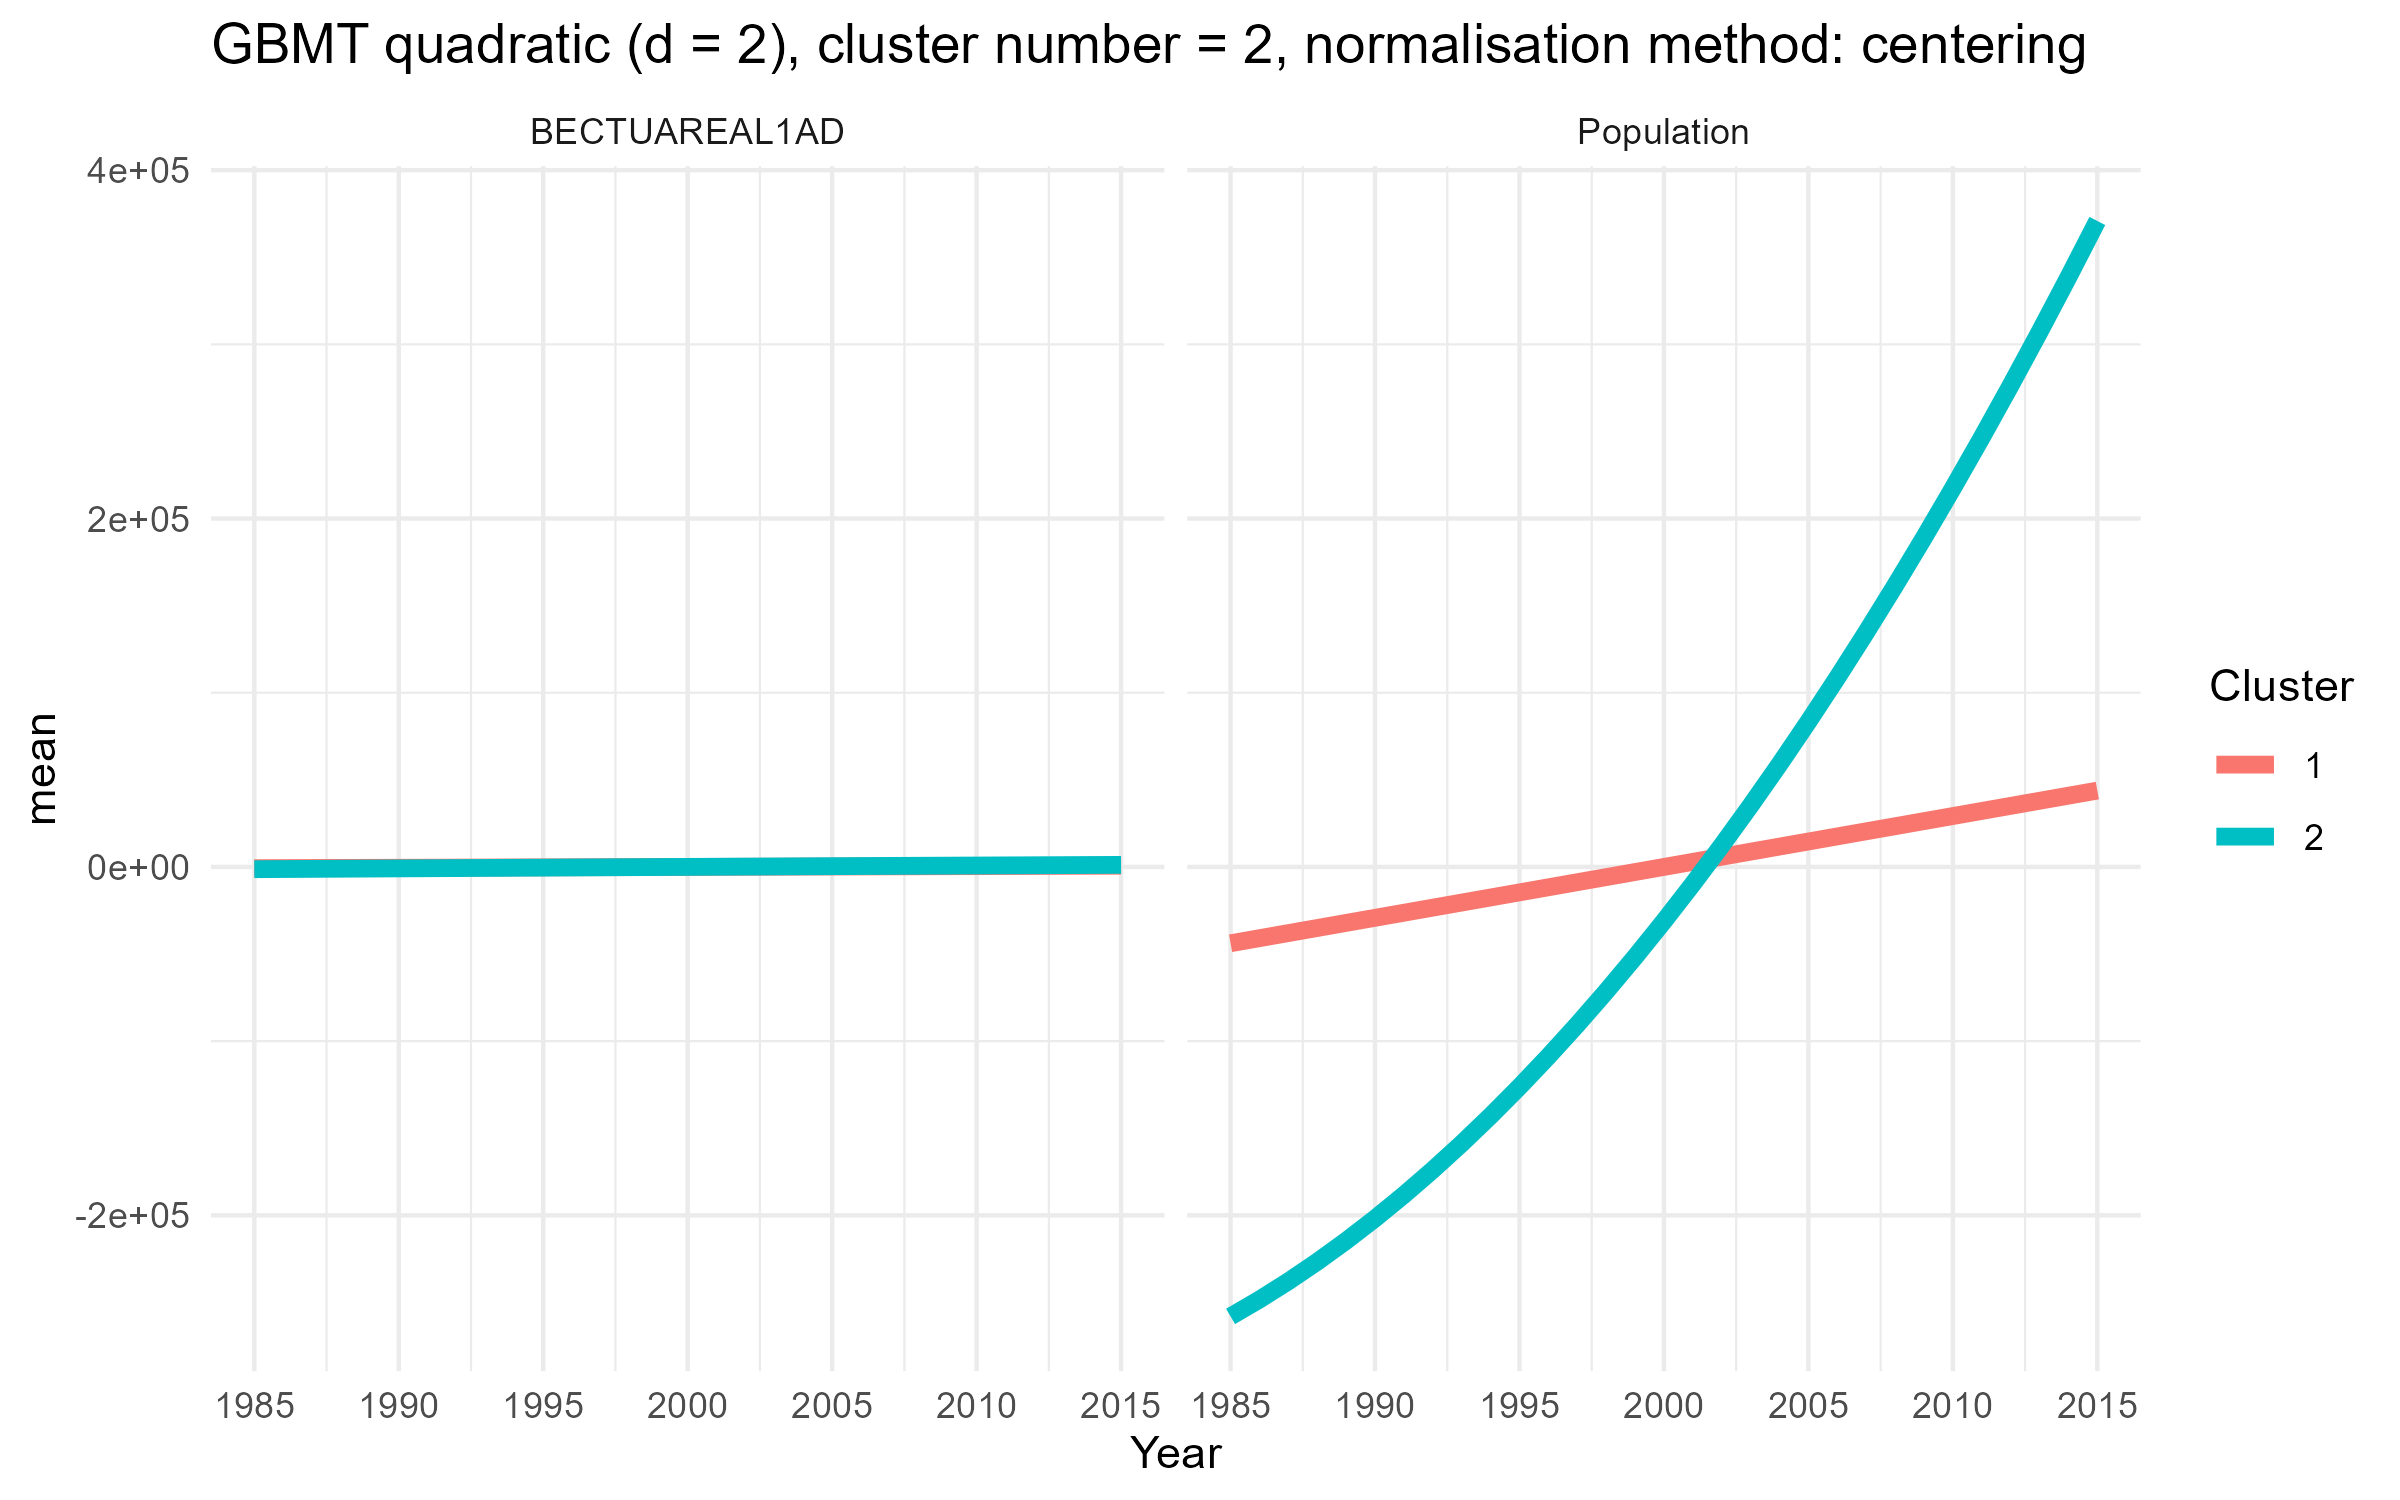 GBMT quadratic (d = 2), cluster number = 2, normalisation method: centering
BECTUAREAL1AD
Population
4e+05
2e+05
0e+00
-2e+05
mean
1985 1990 1995 2000 2005 2010 2015
1985 1990 1995 2000 2005 2010 2015
Year
Cluster
1
2